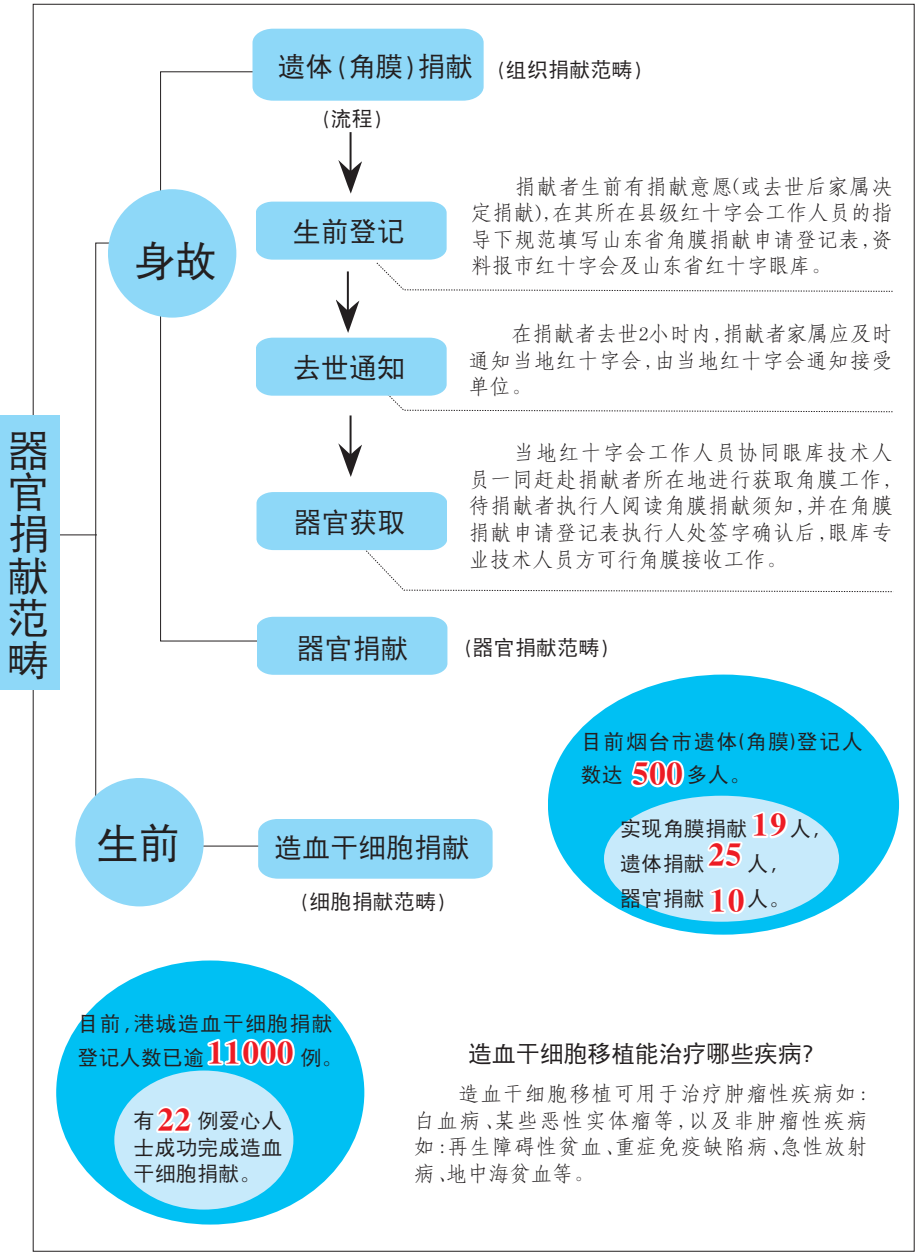 器官捐献范畴
身故
遗体(角膜)捐献
(组织捐献范畴)
(流程)
生前登记
捐献者生前有捐献意愿(或去世后家属决
定捐献),在其所在县级红十字会工作人员的指
导下规范填写山东省角膜捐献申请登记表,资
料报市红十字会及山东省红十字眼库。
去世通知
在捐献者去世2小时内,捐献者家属应及时
通知当地红十字会,由当地红十字会通知接受
单位。
器官获取
当地红十字会工作人员协同眼库技术人
员一同赶赴捐献者所在地进行获取角膜工作,
待捐献者执行人阅读角膜捐献须知,并在角膜
捐献申请登记表执行人处签字确认后,眼库专
业技术人员方可行角膜接收工作。
器官捐献
(器官捐献范畴)
目前烟台市遗体(角膜)登记人
数达 500 多人。
实现角膜捐献 19 人,
遗体捐献 25 人,
器官捐献 10 人。
生前
造血干细胞捐献
(细胞捐献范畴)
目前,港城造血干细胞捐献
登记人数已逾 11000 例。
有 22 例爱心人
士成功完成造血
干细胞捐献。
造血干细胞移植能治疗哪些疾病?
造血干细胞移植可用于治疗肿瘤性疾病如:
白血病、某些恶性实体瘤等,以及非肿瘤性疾病
如:再生障碍性贫血、重症免疫缺陷病、急性放射
病、地中海贫血等。